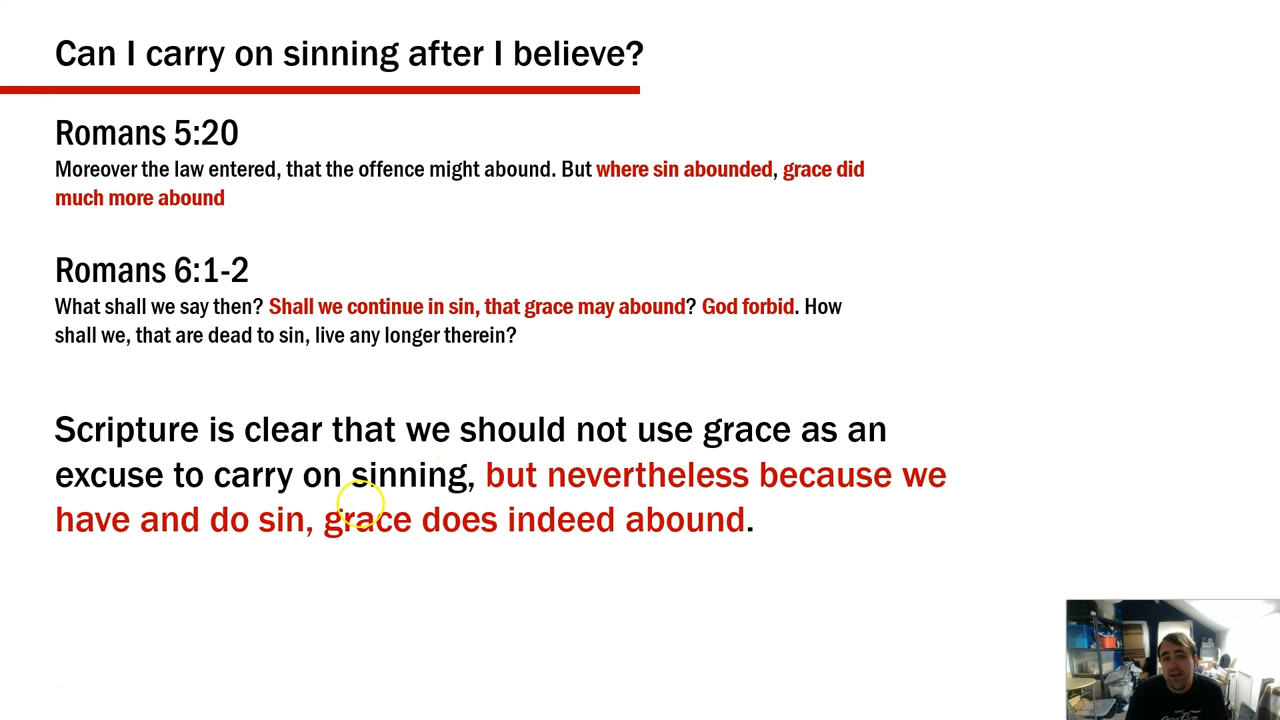 Can I carry on sinning after I believe?
Romans 5:20
Moreover the law entered, that the offence might abound. But where sin abounded, grace did
much more abound
Romans 6:1-2
What shall we say then? Shall we continue in sin, that grace may abound? God forbid. How
shall we, that are dead to sin, live any longer therein?
Scripture is clear that we should not use grace as an
excuse to carry on sinning, but nevertheless because we
have and do sin, grace does indeed abound.